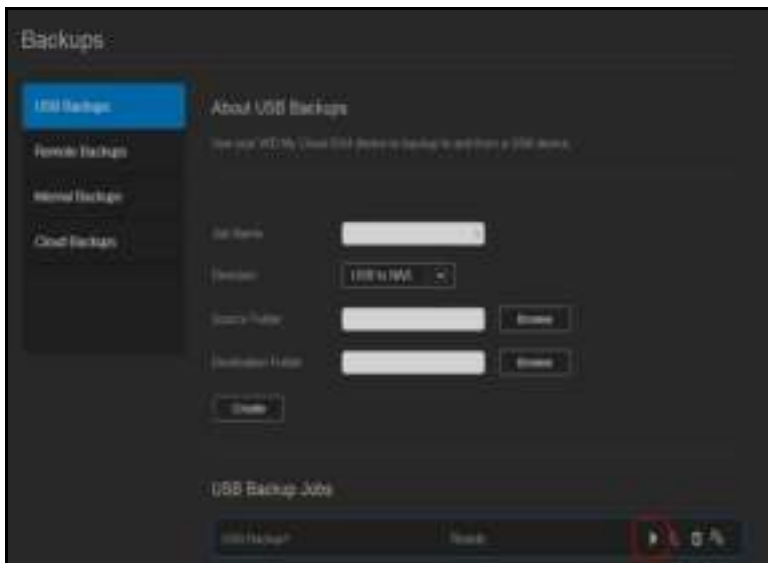 Backups
USB Backups
Remote Backups
Internal Backups
Cloud Backups
About USB Backups
Job Name
Direction
USB to NAS
Source Folder
Browse
Destination Folder
Browse
Create
USB Backup Jobs
Ready